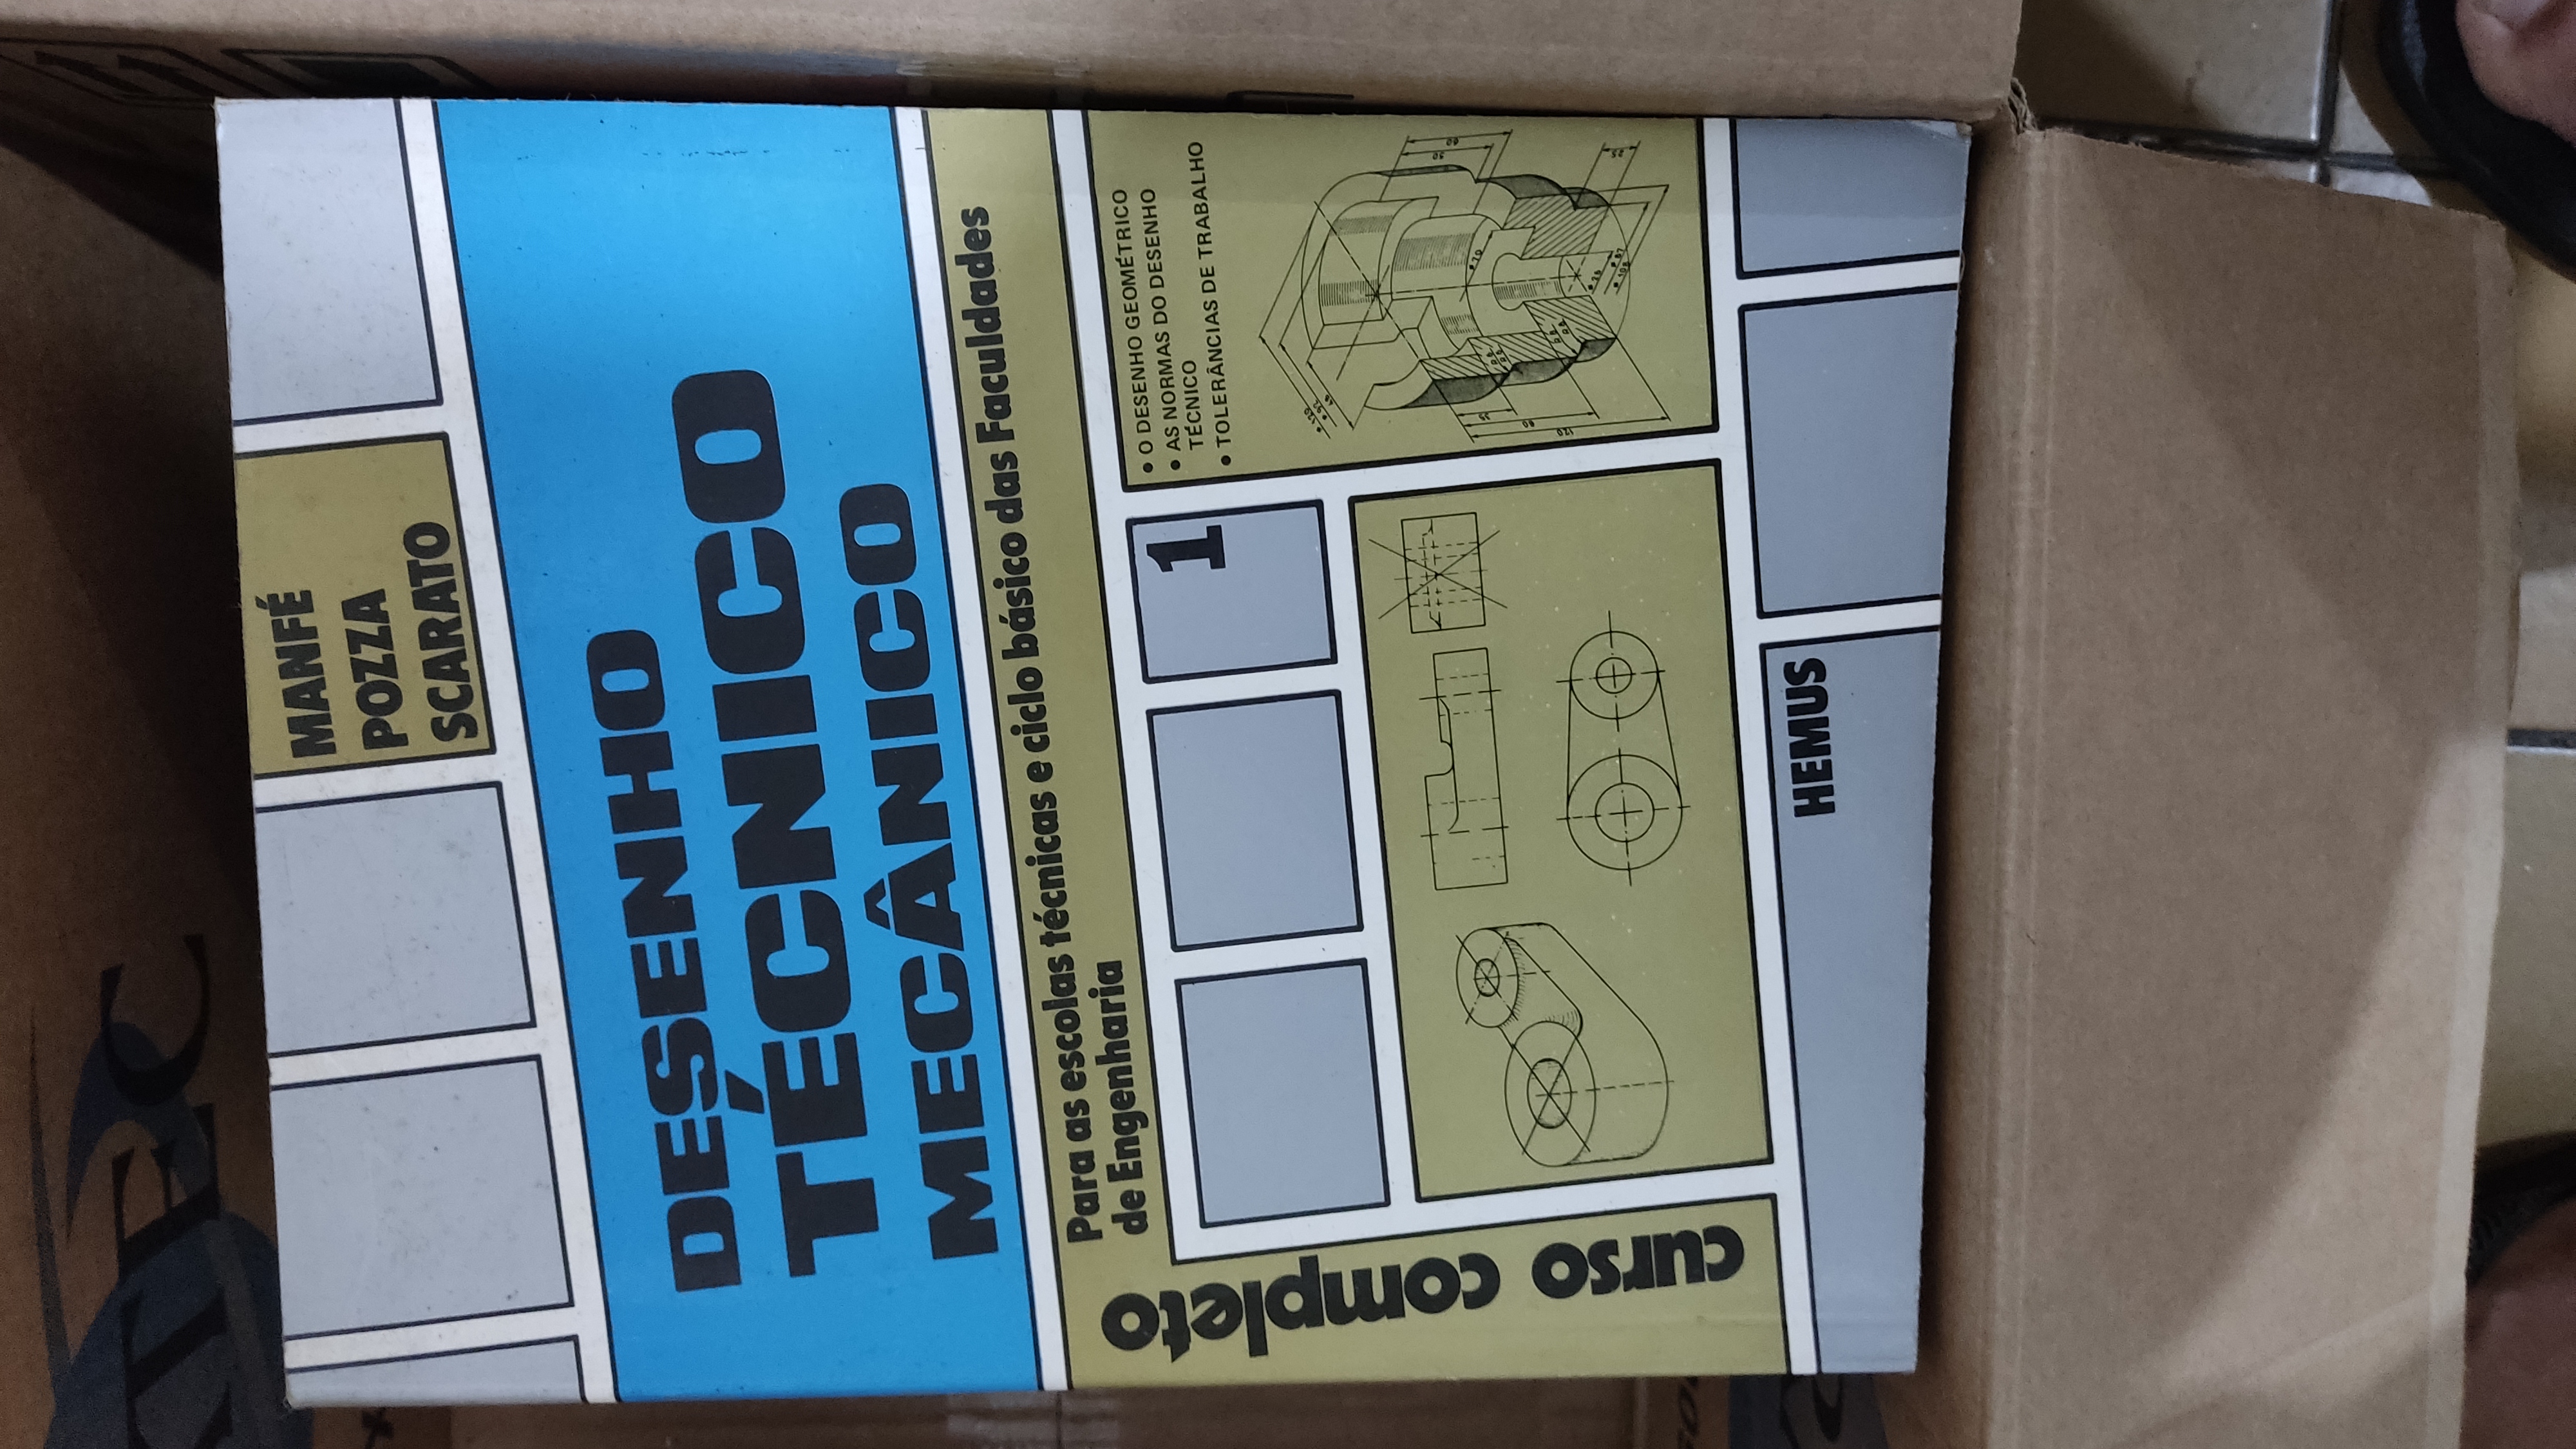 MANFÉ
POZZA
SCARATO
DESENHO
TÉCNICO
MECÂNICO
Para as escolas técnicas e ciclo básico das Faculdades
de Engenharia
1
• O DESENHO GEOMÉTRICO
• AS NORMAS DO DESENHO
TÉCNICO
• TOLERÂNCIAS DE TRABALHO
curso completo
HEMUS